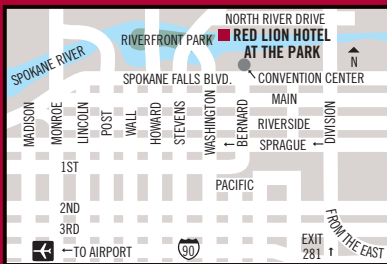 NORTH RIVER DRIVE
RIVERFRONT PARK
RED LION HOTEL
AT THE PARK
SPOKANE RIVER
N
SPOKANE FALLS BLVD.
CONVENTION CENTER
MADISON
MONROE
LINCOLN
POST
WALL
HOWARD
STEVENS
WASHINGTON
BERNARD
DIVISION
MAIN
RIVERSIDE
←SPRAGUE←
1ST
PACIFIC
2ND
3RD
←TO AIRPORT
90
EXIT
281 ↑
FROM THE EAST